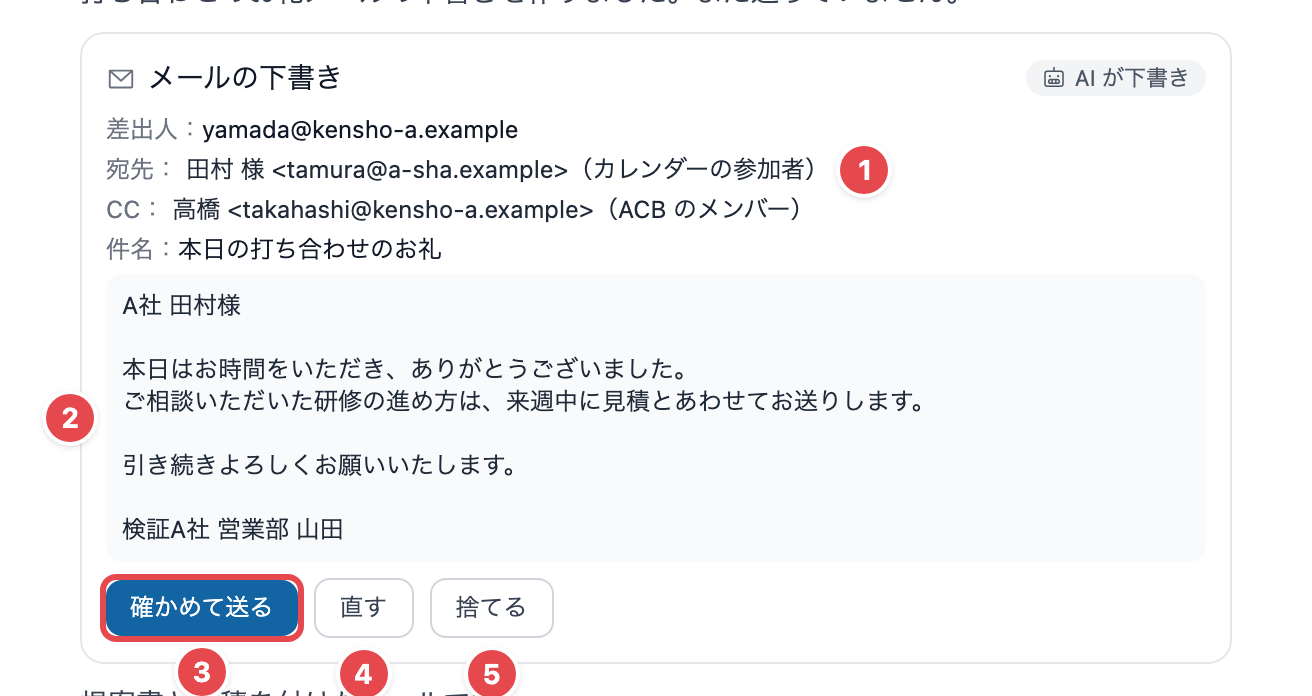 メールの下書き
AI が下書き
差出人：yamada@kensho-a.example
宛先： 田村 様 <tamura@a-sha.example>（カレンダーの参加者）
1
CC： 高橋 <takahashi@kensho-a.example>（ACB のメンバー）
件名：本日の打ち合わせのお礼
A社 田村様
本日はお時間をいただき、ありがとうございました。
2
ご相談いただいた研修の進め方は、来週中に見積とあわせてお送りします。
引き続きよろしくお願いいたします。
検証A社 営業部 山田
確かめて送る
直す
捨てる
3
4
5